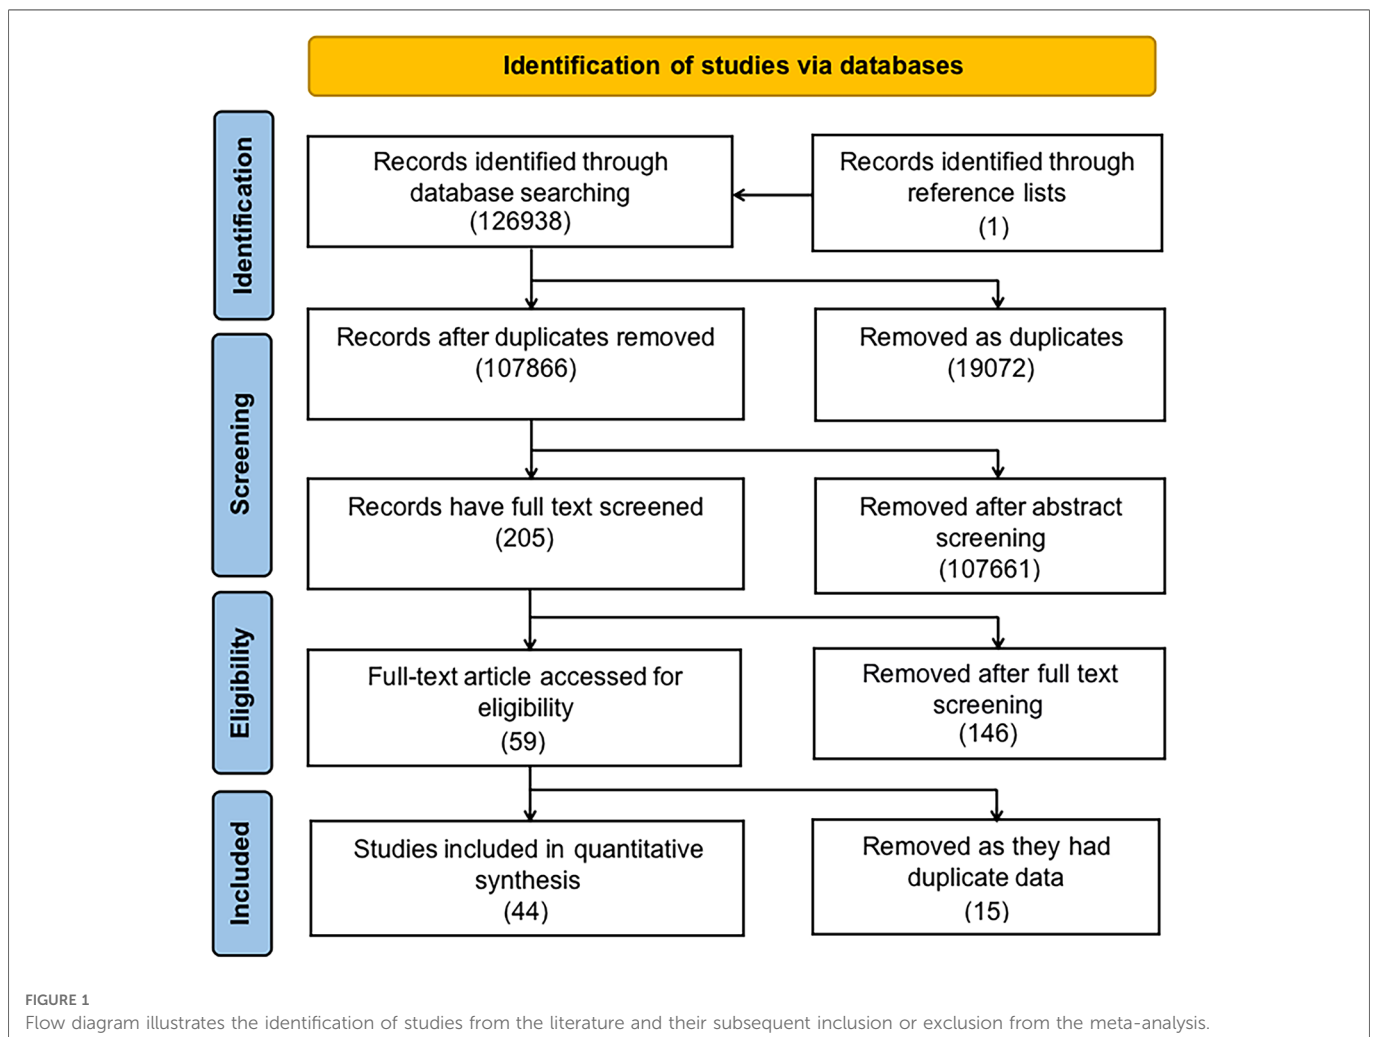 Identification of studies via databases
Identification
Records identified through
database searching
(126938)
Records identified through
reference lists
(1)
Screening
Records after duplicates removed
(107866)
Removed as duplicates
(19072)
Records have full text screened
(205)
Removed after abstract
screening
(107661)
Eligibility
Full-text article accessed for
eligibility
(59)
Removed after full text
screening
(146)
Included
Studies included in quantitative
synthesis
(44)
Removed as they had
duplicate data
(15)
FIGURE 1
Flow diagram illustrates the identification of studies from the literature and their subsequent inclusion or exclusion from the meta-analysis.